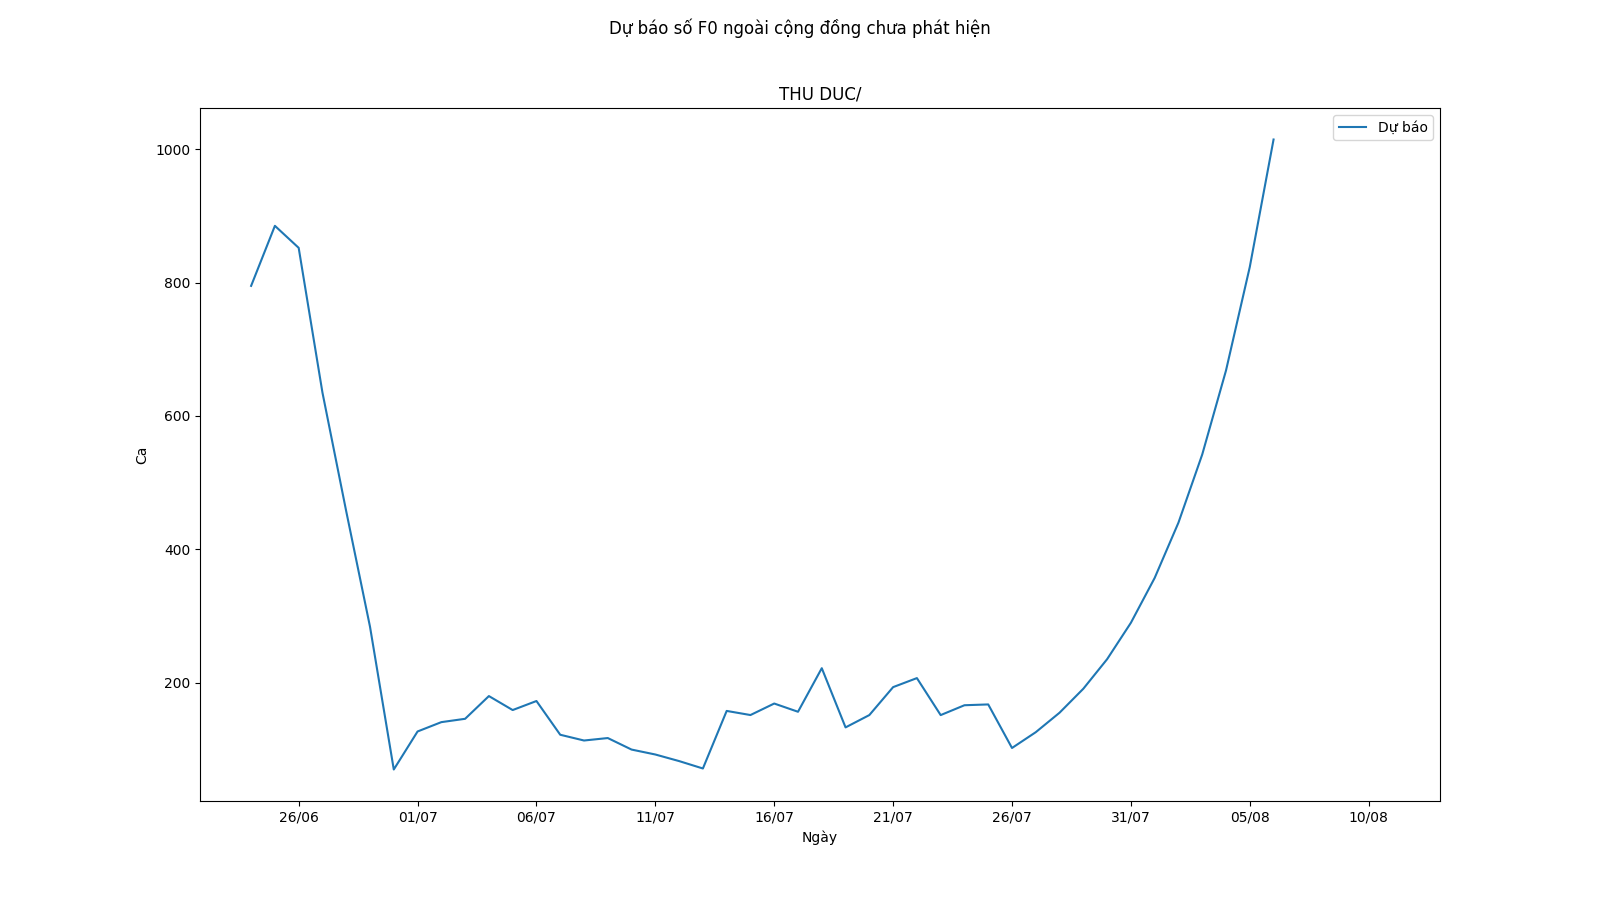 Dự báo số F0 ngoài cộng đồng chưa phát hiện
THU DUC/
Dự báo
1000
800
600
400
200
Ca
26/06 01/07 06/07 11/07 16/07 21/07 26/07 31/07 05/08 10/08
Ngày